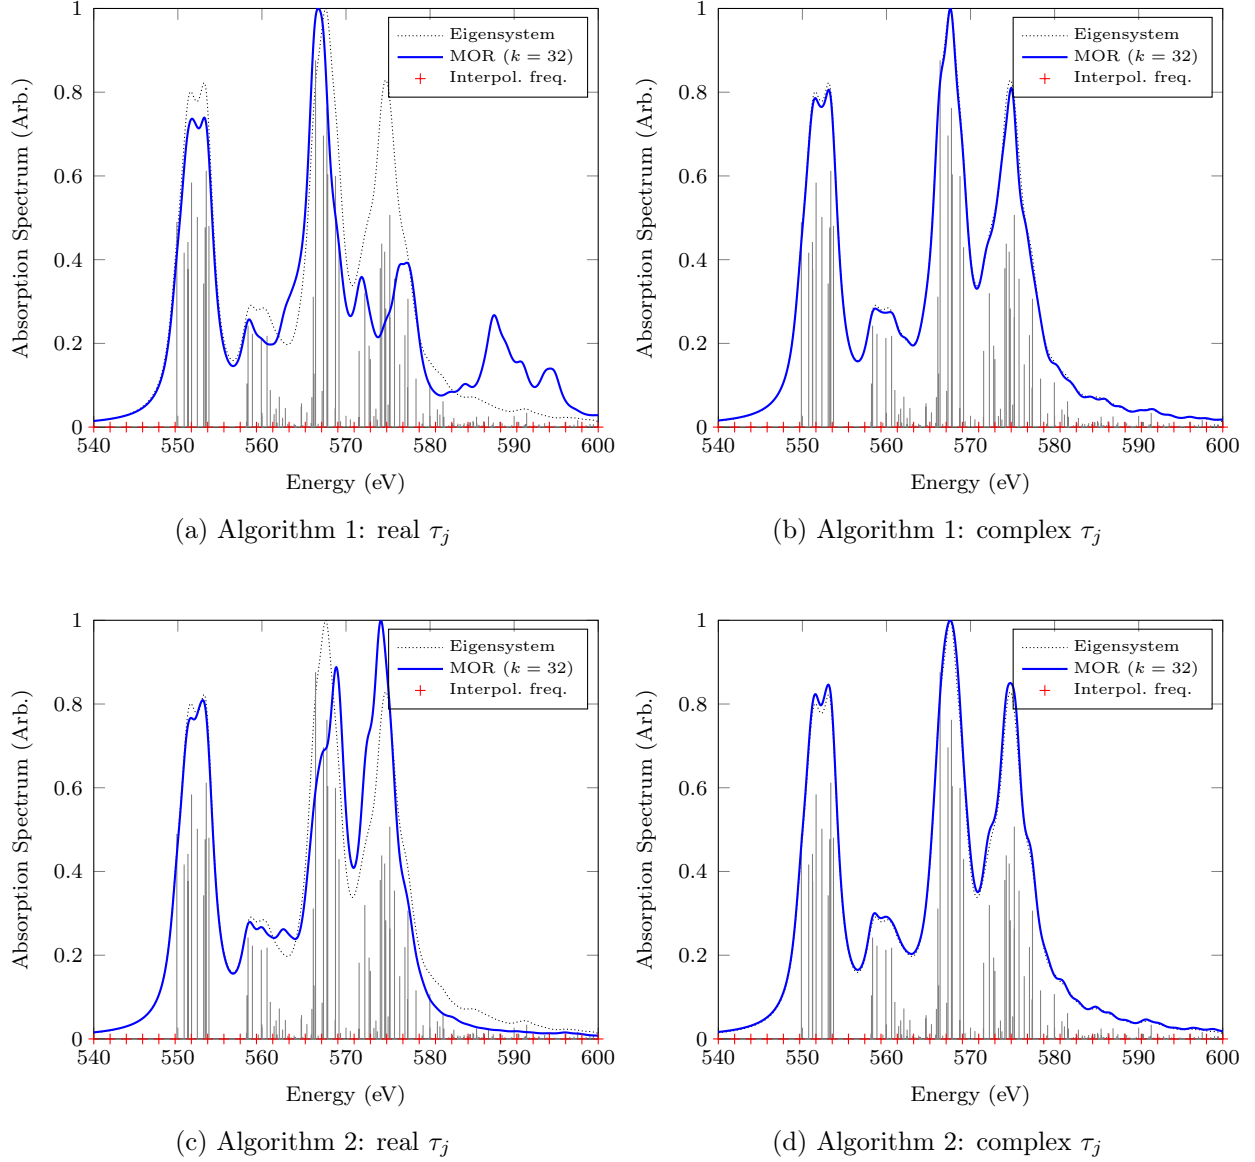 1
0.8
0.6
0.4
0.2
0
Absorption Spectrum (Arb.)
Eigensystem
MOR (k = 32)
Interpol. freq.
540 550 560 570 580 590 600
Energy (eV)
(a) Algorithm 1: real τj
1
0.8
0.6
0.4
0.2
0
Absorption Spectrum (Arb.)
Eigensystem
MOR (k = 32)
Interpol. freq.
540 550 560 570 580 590 600
Energy (eV)
(b) Algorithm 1: complex τj
1
0.8
0.6
0.4
0.2
0
Absorption Spectrum (Arb.)
Eigensystem
MOR (k = 32)
Interpol. freq.
540 550 560 570 580 590 600
Energy (eV)
(c) Algorithm 2: real τj
1
0.8
0.6
0.4
0.2
0
Absorption Spectrum (Arb.)
Eigensystem
MOR (k = 32)
Interpol. freq.
540 550 560 570 580 590 600
Energy (eV)
(d) Algorithm 2: complex τj